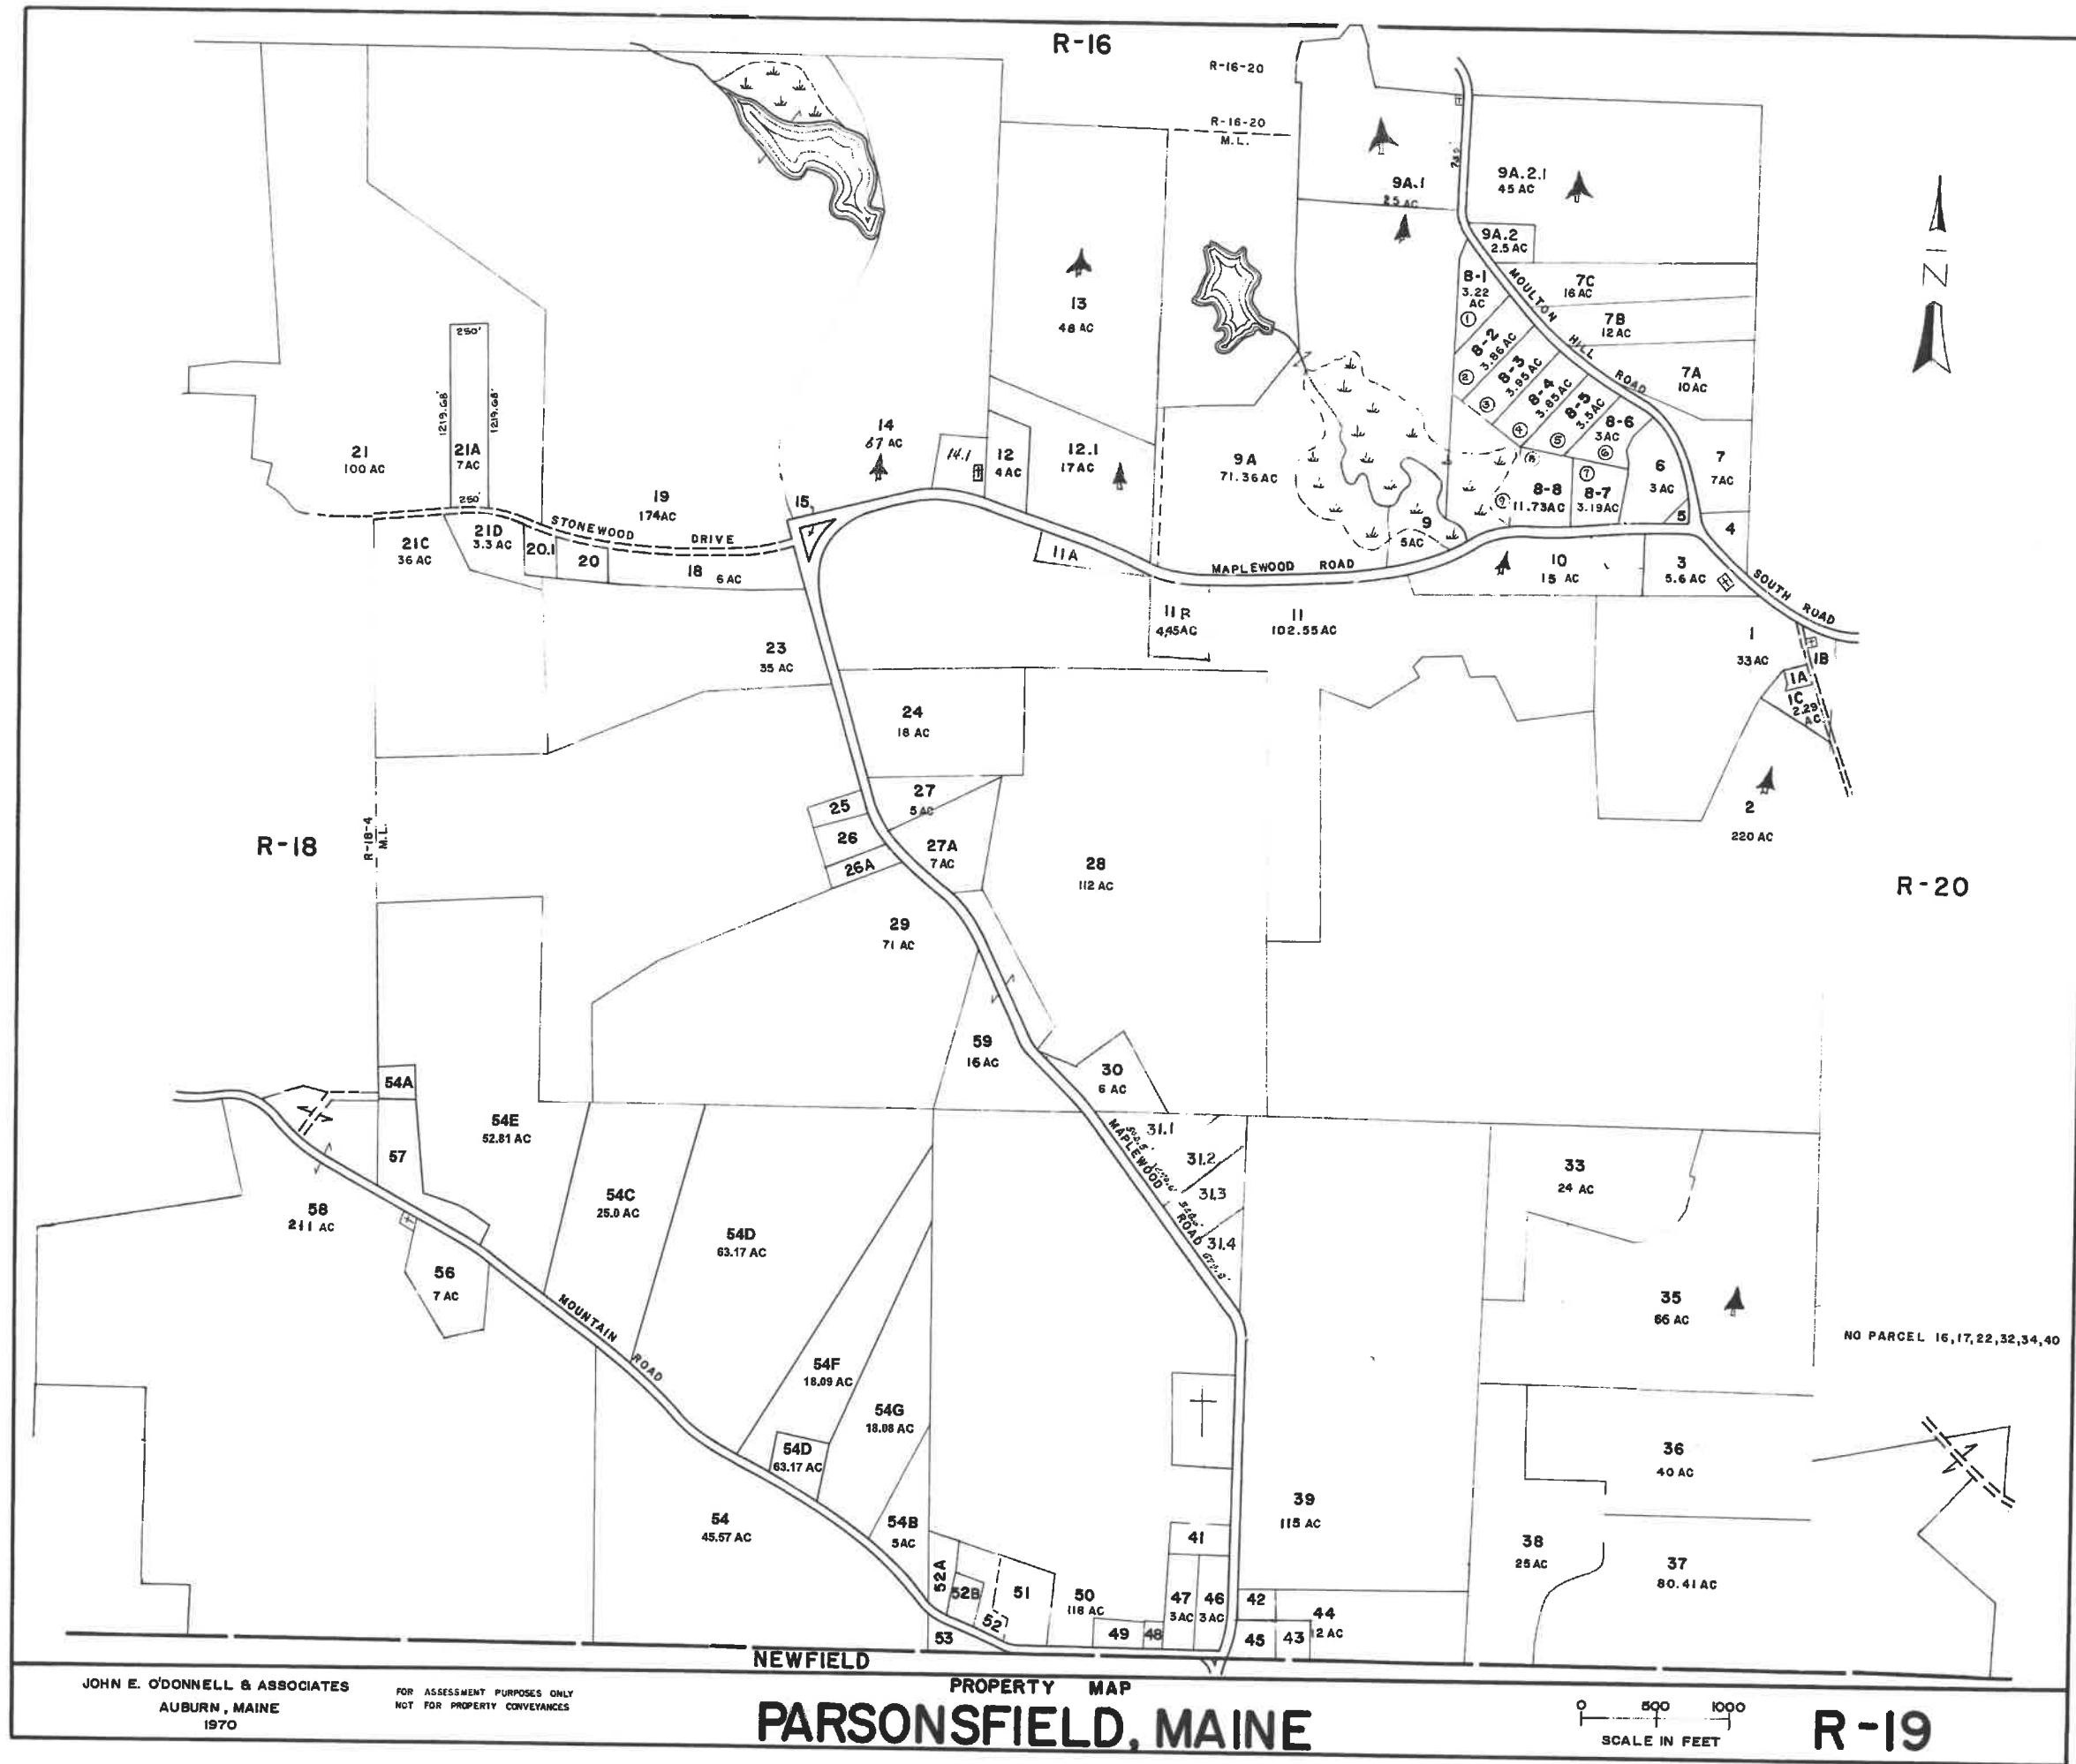 R-16
R-16-20
R-16-20
M.L.
9A.1
25 AC
740'
9A.2.1
45 AC
9A.2
2.5 AC
N
8-1
3.22
AC
1
MOULTON HILL ROAD
7C
16 AC
7B
12 AC
7A
10 AC
8-2
3.86 AC
2
8-3
3.95 AC
3
8-4
3.85 AC
4
8-5
3.5 AC
5
8-6
3 AC
6
6
3 AC
7
7 AC
8
9
8-8
11.73 AC
7
8-7
3.19 AC
5
4
13
48 AC
250'
1219.68'
1219.68'
21A
7 AC
250'
21
100 AC
14
67 AC
14.1
12
4 AC
12.1
17 AC
9A
71.36 AC
9
5 AC
19
174 AC
15
STONEWOOD DRIVE
21C
36 AC
21D
3.3 AC
20.1
20
18
6 AC
11A
MAPLEWOOD ROAD
10
15 AC
3
5.6 AC
SOUTH ROAD
11B
4.45 AC
11
102.55 AC
1
33 AC
1B
1A
1C
2.29
AC
23
35 AC
24
18 AC
2
220 AC
R-18
R-18-4
M.L.
25
26
26A
27
5 AC
27A
7 AC
28
112 AC
R-20
29
71 AC
59
16 AC
30
6 AC
54A
54E
52.81 AC
57
58
211 AC
56
7 AC
54C
25.0 AC
54D
63.17 AC
MAPLEWOOD ROAD
31.1
31.2
31.3
31.4
33
24 AC
35
66 AC
NO PARCEL 16,17,22,32,34,40
MOUNTAIN ROAD
54F
18.09 AC
54G
18.08 AC
54D
63.17 AC
36
40 AC
54
45.57 AC
54B
5 AC
39
115 AC
38
25 AC
37
80.41 AC
41
52A
52B
51
52
53
50
118 AC
49
48
47
3 AC
46
3 AC
42
44
12 AC
45
43
NEWFIELD
JOHN E. O'DONNELL & ASSOCIATES
AUBURN, MAINE
1970
FOR ASSESSMENT PURPOSES ONLY
NOT FOR PROPERTY CONVEYANCES
PROPERTY MAP
PARSONSFIELD, MAINE
0 500 1000
SCALE IN FEET
R-19